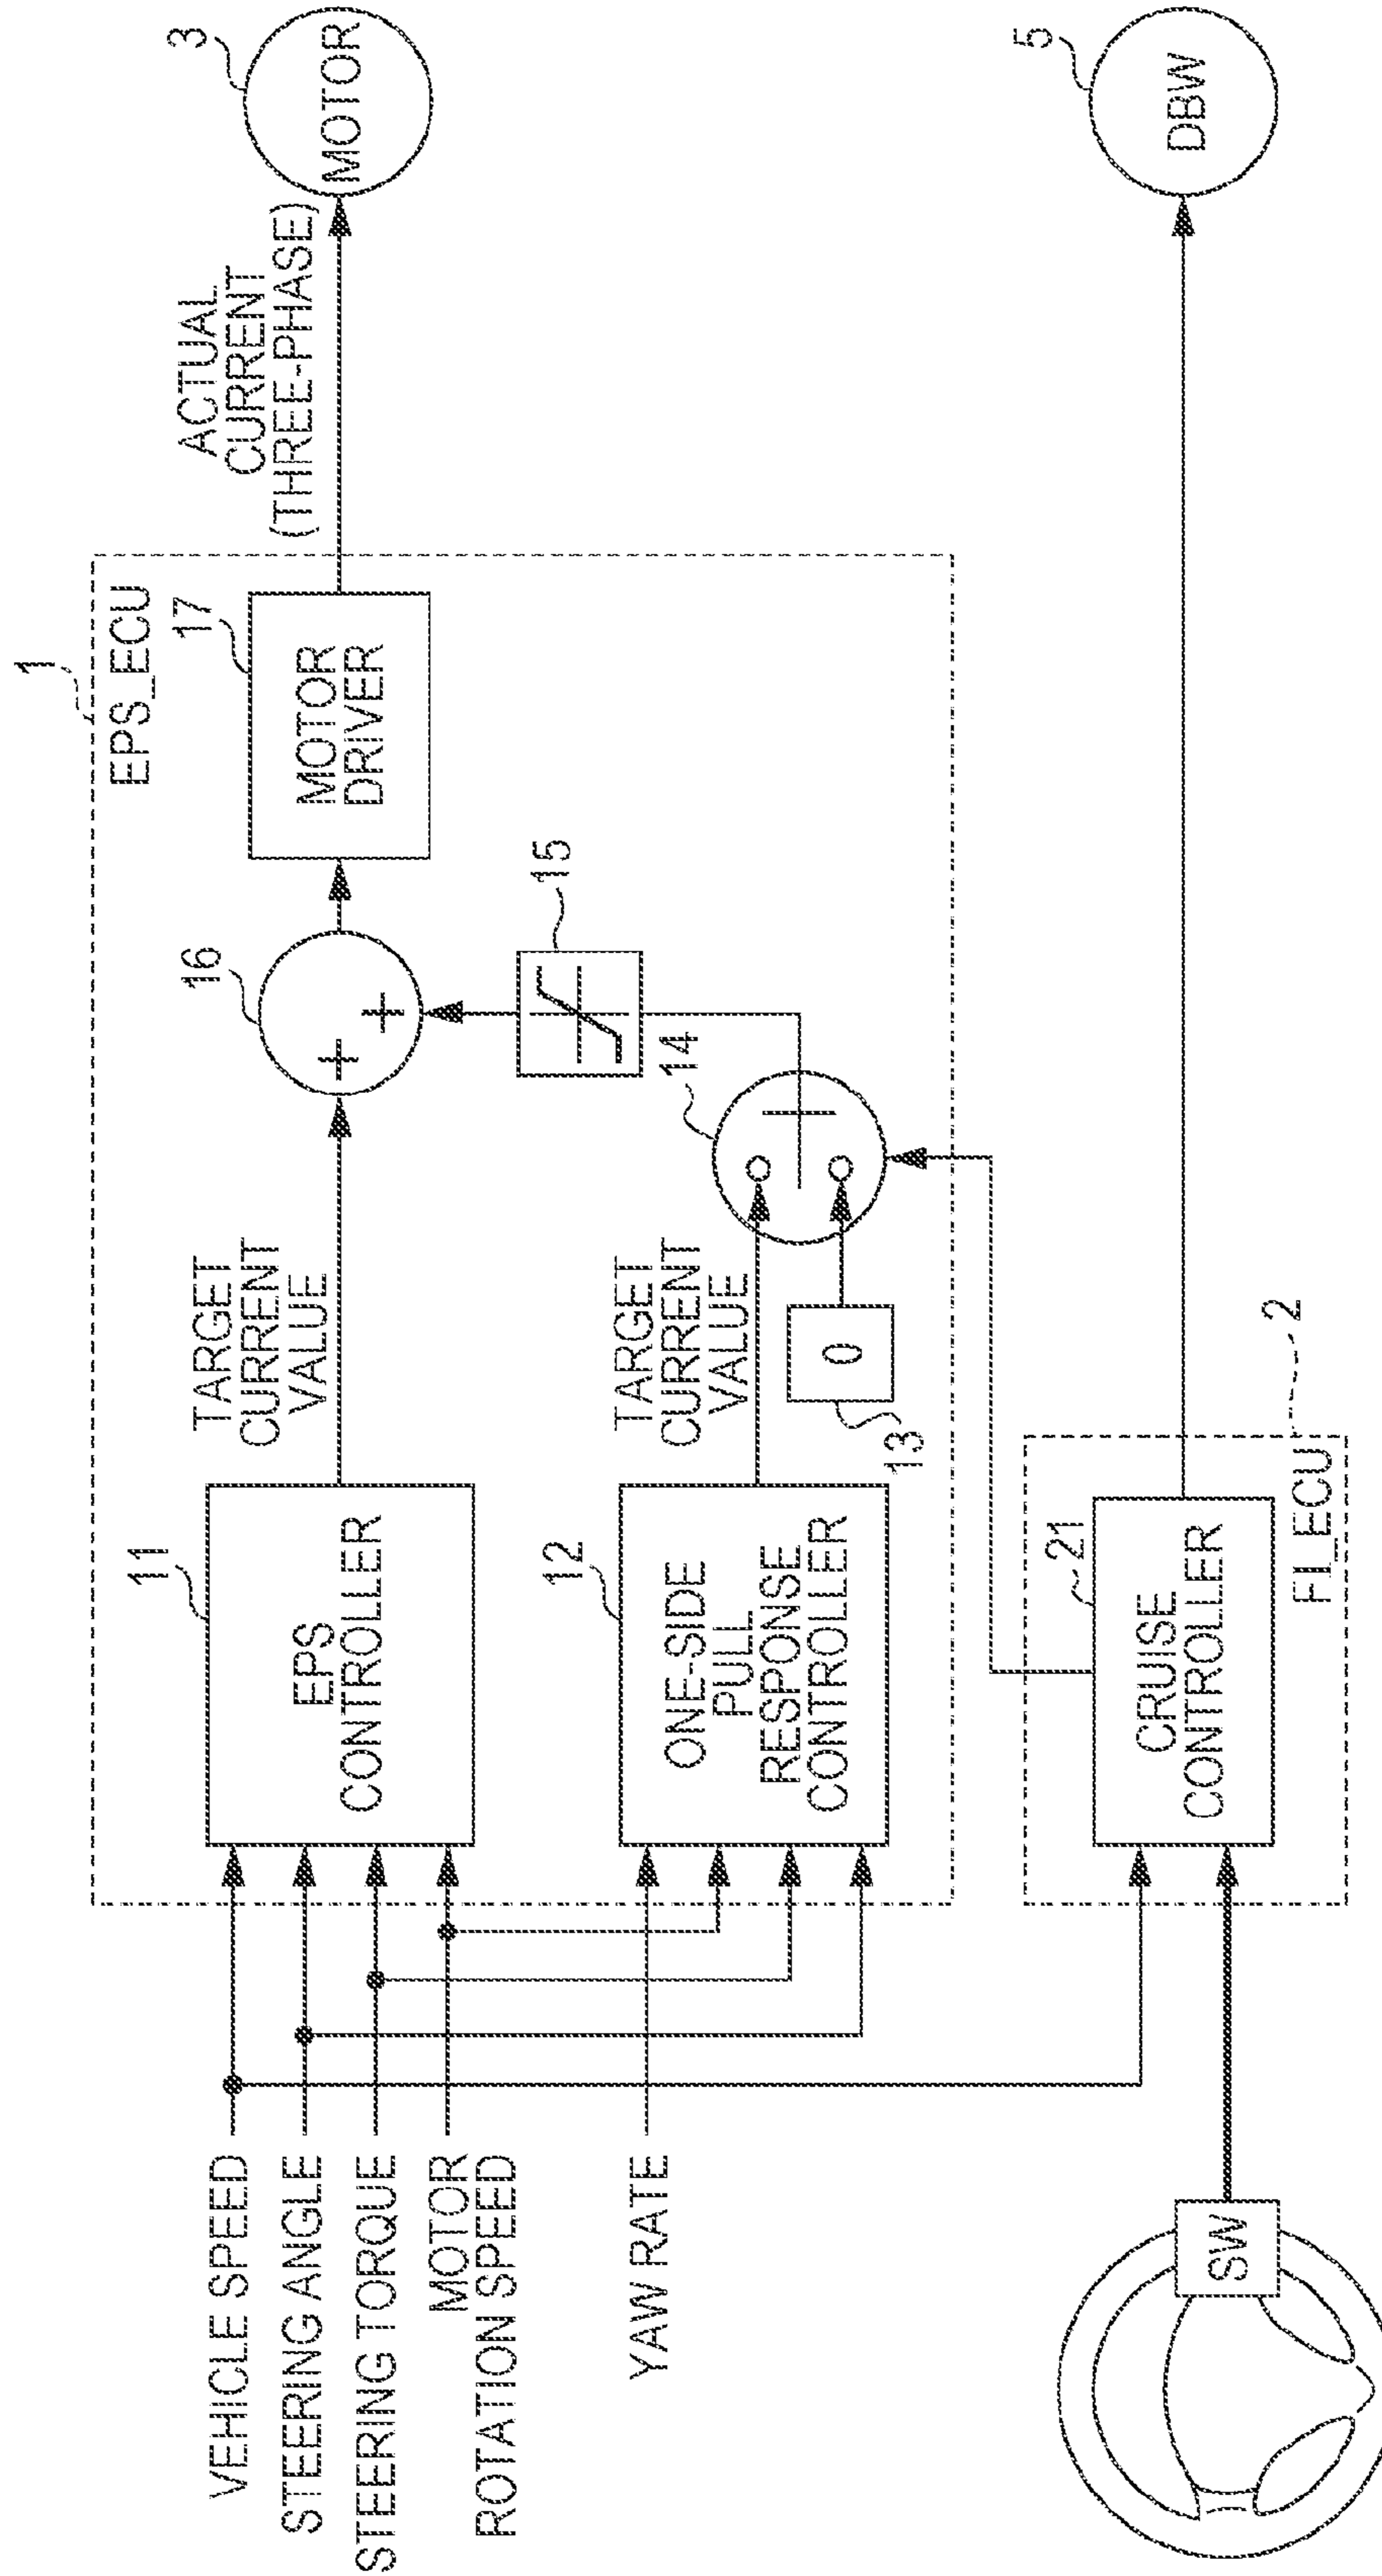 1
EPS_ECU
VEHICLE SPEED
STEERING ANGLE
STEERING TORQUE
MOTOR
ROTATION SPEED
YAW RATE
11
EPS
CONTROLLER
TARGET
CURRENT
VALUE
16
+
+
17
MOTOR
DRIVER
ACTUAL
CURRENT
(THREE-PHASE)
3
MOTOR
12
ONE-SIDE
PULL
RESPONSE
CONTROLLER
TARGET
CURRENT
VALUE
0
13
14
15
SW
21
CRUISE
CONTROLLER
FI_ECU
2
5
DBW